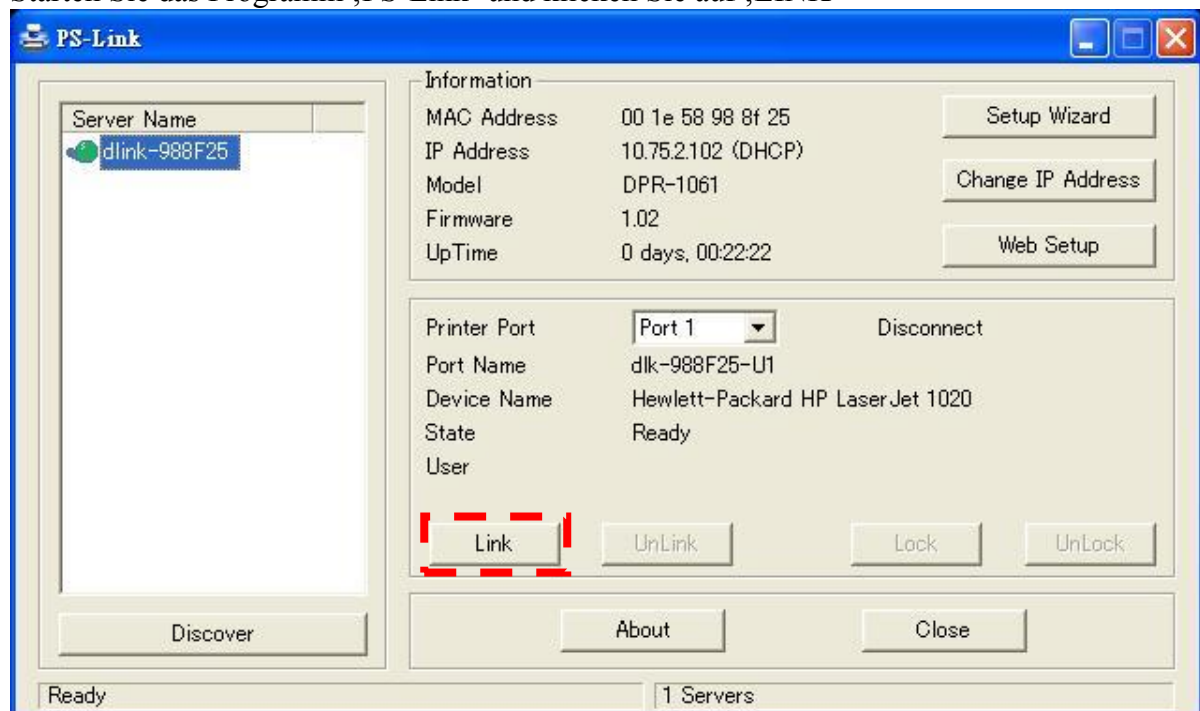 PS-Link
Server Name
dlink-988F25
Discover
Information
MAC Address 00 1e 58 98 8f 25
IP Address 10.75.2.102 (DHCP)
Model DPR-1061
Firmware 1.02
UpTime 0 days, 00:22:22
Setup Wizard
Change IP Address
Web Setup
Printer Port Port 1 Disconnect
Port Name dlk-988F25-U1
Device Name Hewlett-Packard HP LaserJet 1020
State Ready
User
Link UnLink Lock UnLock
About Close
Ready 1 Servers